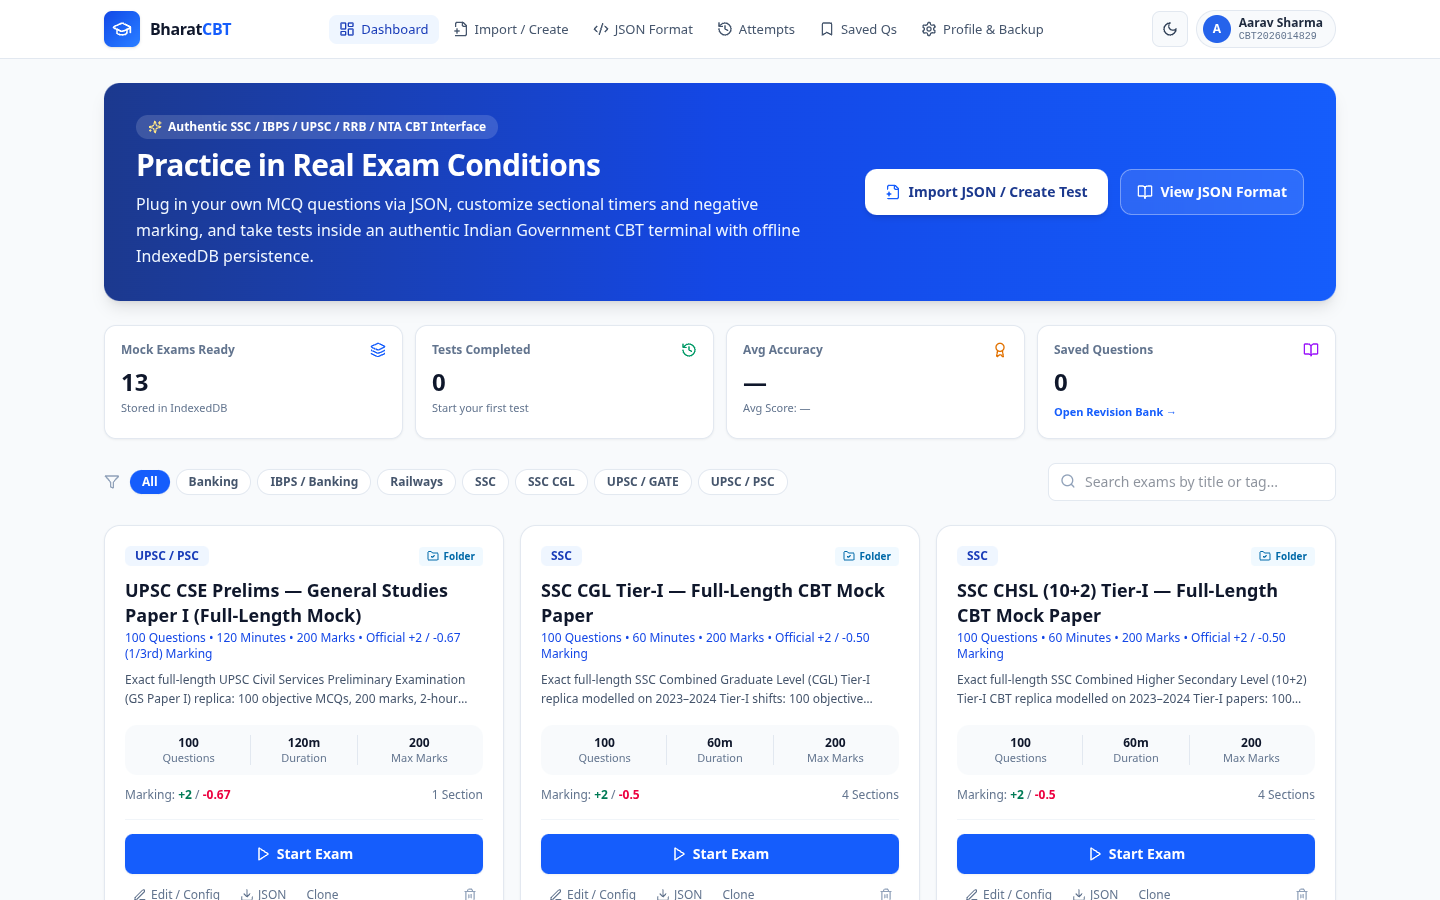 BharatCBT
Dashboard
Import / Create
JSON Format
Attempts
Saved Qs
Profile & Backup
A
Aarav Sharma
CBT2026014829
Authentic SSC / IBPS / UPSC / RRB / NTA CBT Interface
Practice in Real Exam Conditions
Plug in your own MCQ questions via JSON, customize sectional timers and negative
marking, and take tests inside an authentic Indian Government CBT terminal with offline
IndexedDB persistence.
Import JSON / Create Test
View JSON Format
Mock Exams Ready
13
Stored in IndexedDB
Tests Completed
0
Start your first test
Avg Accuracy
—
Avg Score: —
Saved Questions
0
Open Revision Bank →
All
Banking
IBPS / Banking
Railways
SSC
SSC CGL
UPSC / GATE
UPSC / PSC
Search exams by title or tag...
UPSC / PSC
Folder
UPSC CSE Prelims — General Studies
Paper I (Full-Length Mock)
100 Questions • 120 Minutes • 200 Marks • Official +2 / -0.67
(1/3rd) Marking
Exact full-length UPSC Civil Services Preliminary Examination
(GS Paper I) replica: 100 objective MCQs, 200 marks, 2-hour...
100
Questions
120m
Duration
200
Max Marks
Marking: +2 / -0.67
1 Section
Start Exam
Edit / Config
JSON
Clone
SSC
Folder
SSC CGL Tier-I — Full-Length CBT Mock
Paper
100 Questions • 60 Minutes • 200 Marks • Official +2 / -0.50
Marking
Exact full-length SSC Combined Graduate Level (CGL) Tier-I
replica modelled on 2023–2024 Tier-I shifts: 100 objective...
100
Questions
60m
Duration
200
Max Marks
Marking: +2 / -0.5
4 Sections
Start Exam
Edit / Config
JSON
Clone
SSC
Folder
SSC CHSL (10+2) Tier-I — Full-Length
CBT Mock Paper
100 Questions • 60 Minutes • 200 Marks • Official +2 / -0.50
Marking
Exact full-length SSC Combined Higher Secondary Level (10+2)
Tier-I CBT replica modelled on 2023–2024 Tier-I papers: 100...
100
Questions
60m
Duration
200
Max Marks
Marking: +2 / -0.5
4 Sections
Start Exam
Edit / Config
JSON
Clone